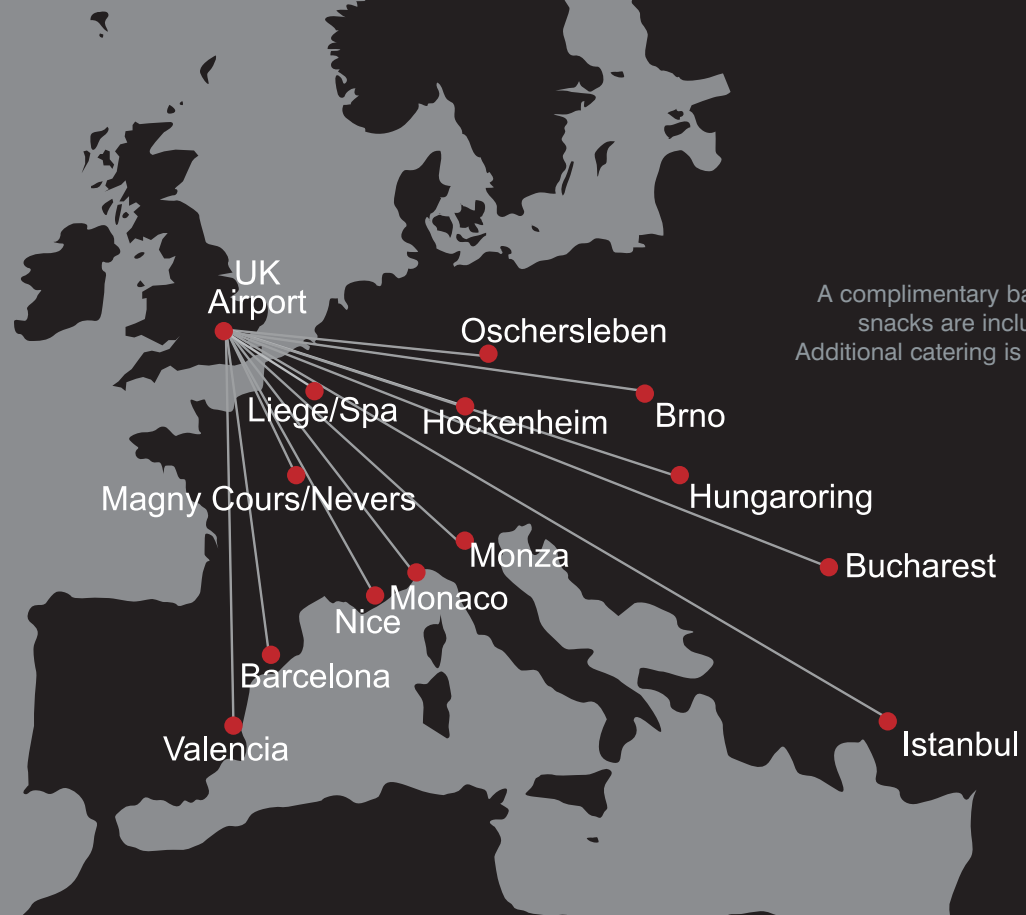 UK
Airport
A complimentary ba
snacks are inclu
Additional catering is
Oschersleben
Liege/Spa
Hockenheim
Brno
Magny Cours/Nevers
Hungaroring
Monza
Bucharest
Monaco
Nice
Barcelona
Istanbul
Valencia